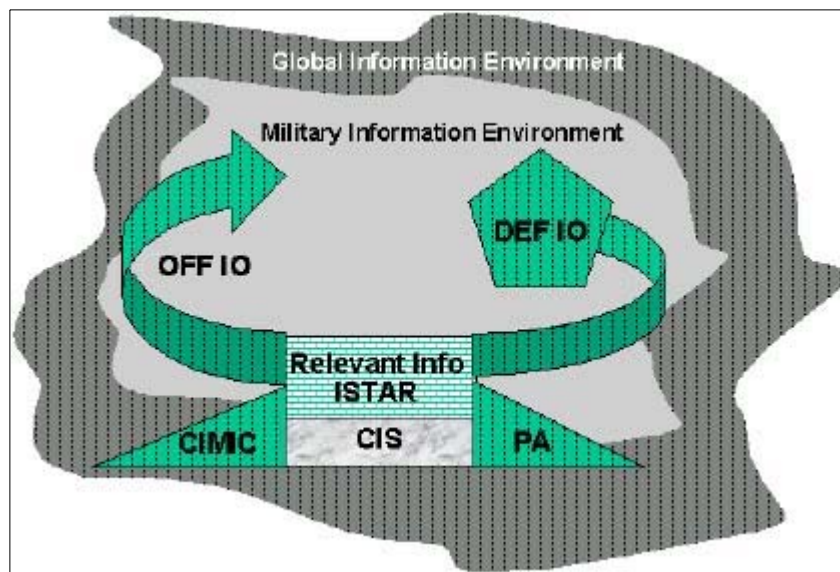 Global Information Environment
Military Information Environment
DEF IO
OFF IO
Relevant Info
ISTAR
CIMIC
CIS
PA